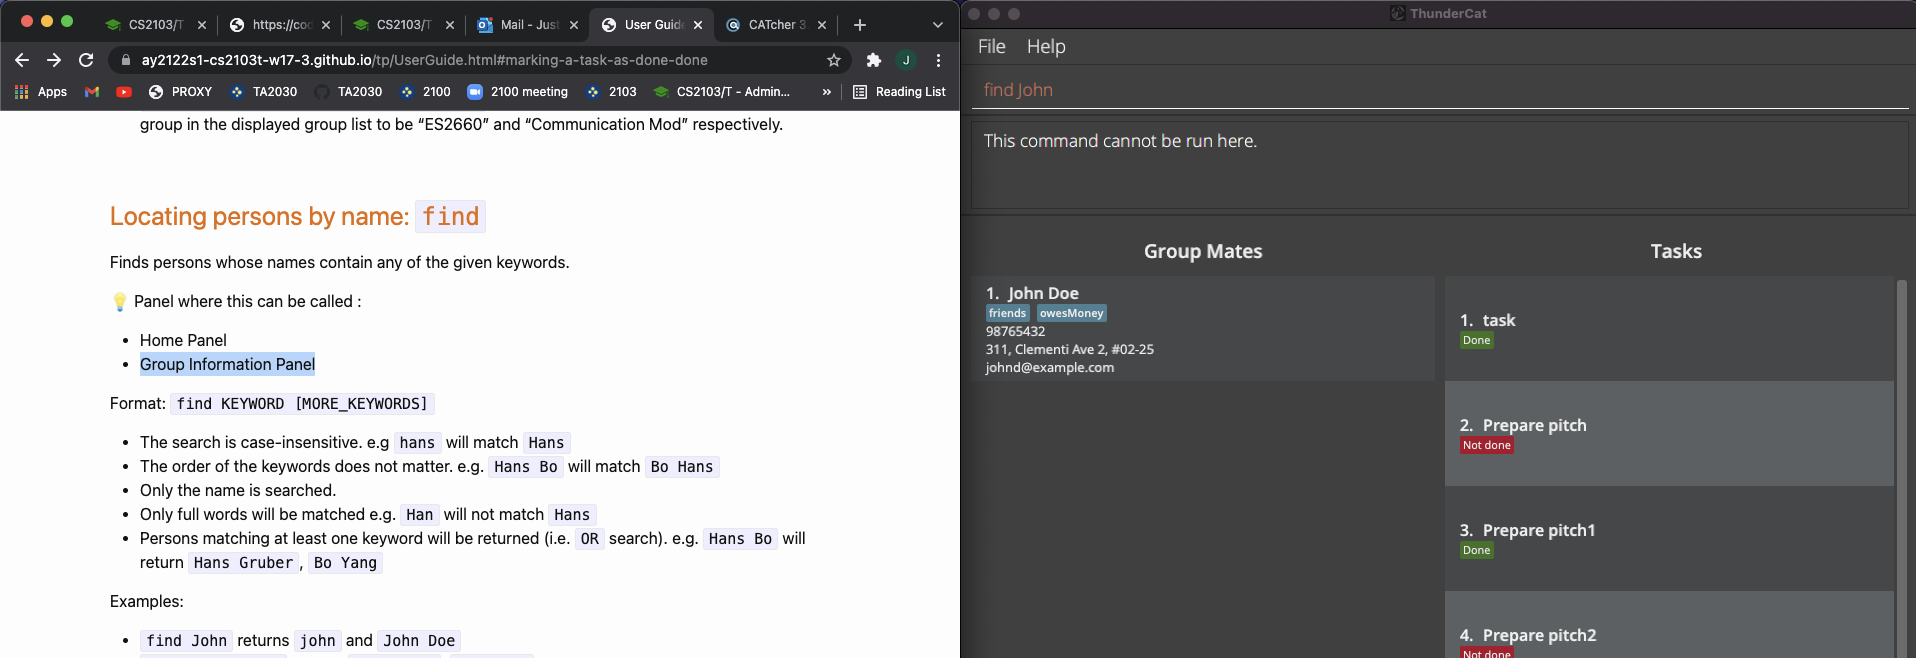 CS2103/T
https://cod
CS2103/T
Mail - Just
User Guide
CATcher 3.
ay2122s1-cs2103t-w17-3.github.io/tp/UserGuide.html#marking-a-task-as-done-done
J
Apps
PROXY
TA2030
TA2030
2100
2100 meeting
2103
CS2103/T - Admin...
»
Reading List
group in the displayed group list to be “ES2660” and “Communication Mod” respectively.
Locating persons by name: find
Finds persons whose names contain any of the given keywords.
Panel where this can be called :
• Home Panel
• Group Information Panel
Format: find KEYWORD [MORE_KEYWORDS]
• The search is case-insensitive. e.g hans will match Hans
• The order of the keywords does not matter. e.g. Hans Bo will match Bo Hans
• Only the name is searched.
• Only full words will be matched e.g. Han will not match Hans
• Persons matching at least one keyword will be returned (i.e. OR search). e.g. Hans Bo will
return Hans Gruber, Bo Yang
Examples:
• find John returns john and John Doe
ThunderCat
File Help
find John
This command cannot be run here.
Group Mates
1. John Doe
friends owesMoney
98765432
311, Clementi Ave 2, #02-25
johnd@example.com
Tasks
1. task
Done
2. Prepare pitch
Not done
3. Prepare pitch1
Done
4. Prepare pitch2
Not done